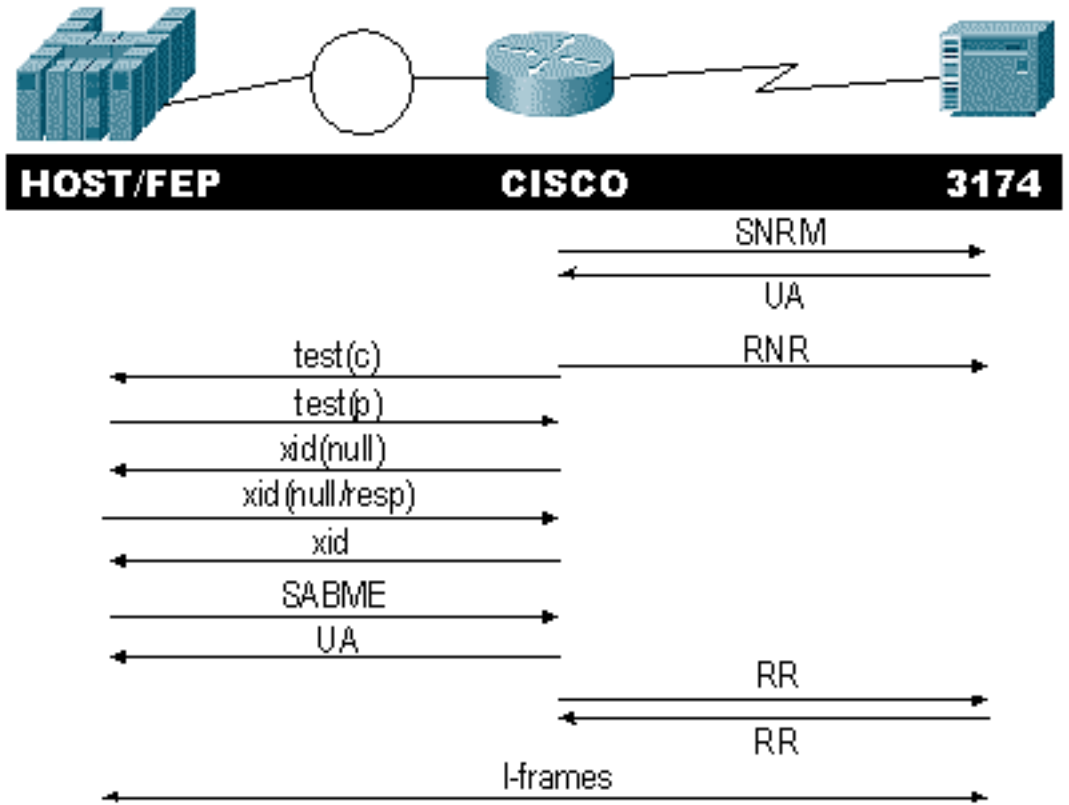 HOST/FEP CISCO 3174
SNRM
UA
test(c) RNR
test(p)
xid(null)
xid(null/resp)
xid
SABME
UA
RR
RR
I-frames